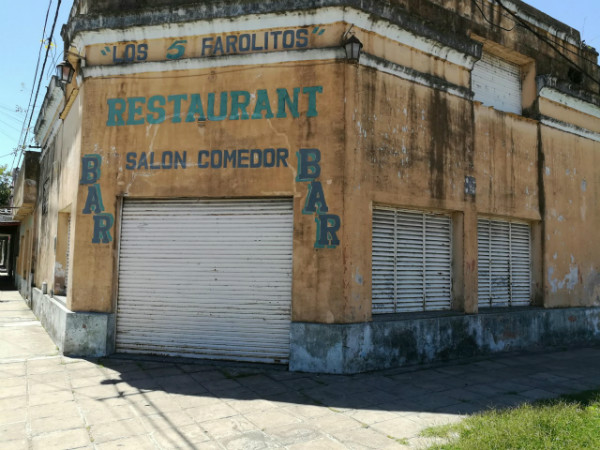 "LOS 5 FAROLITOS"
RESTAURANT
SALON COMEDOR
BAR
BAR